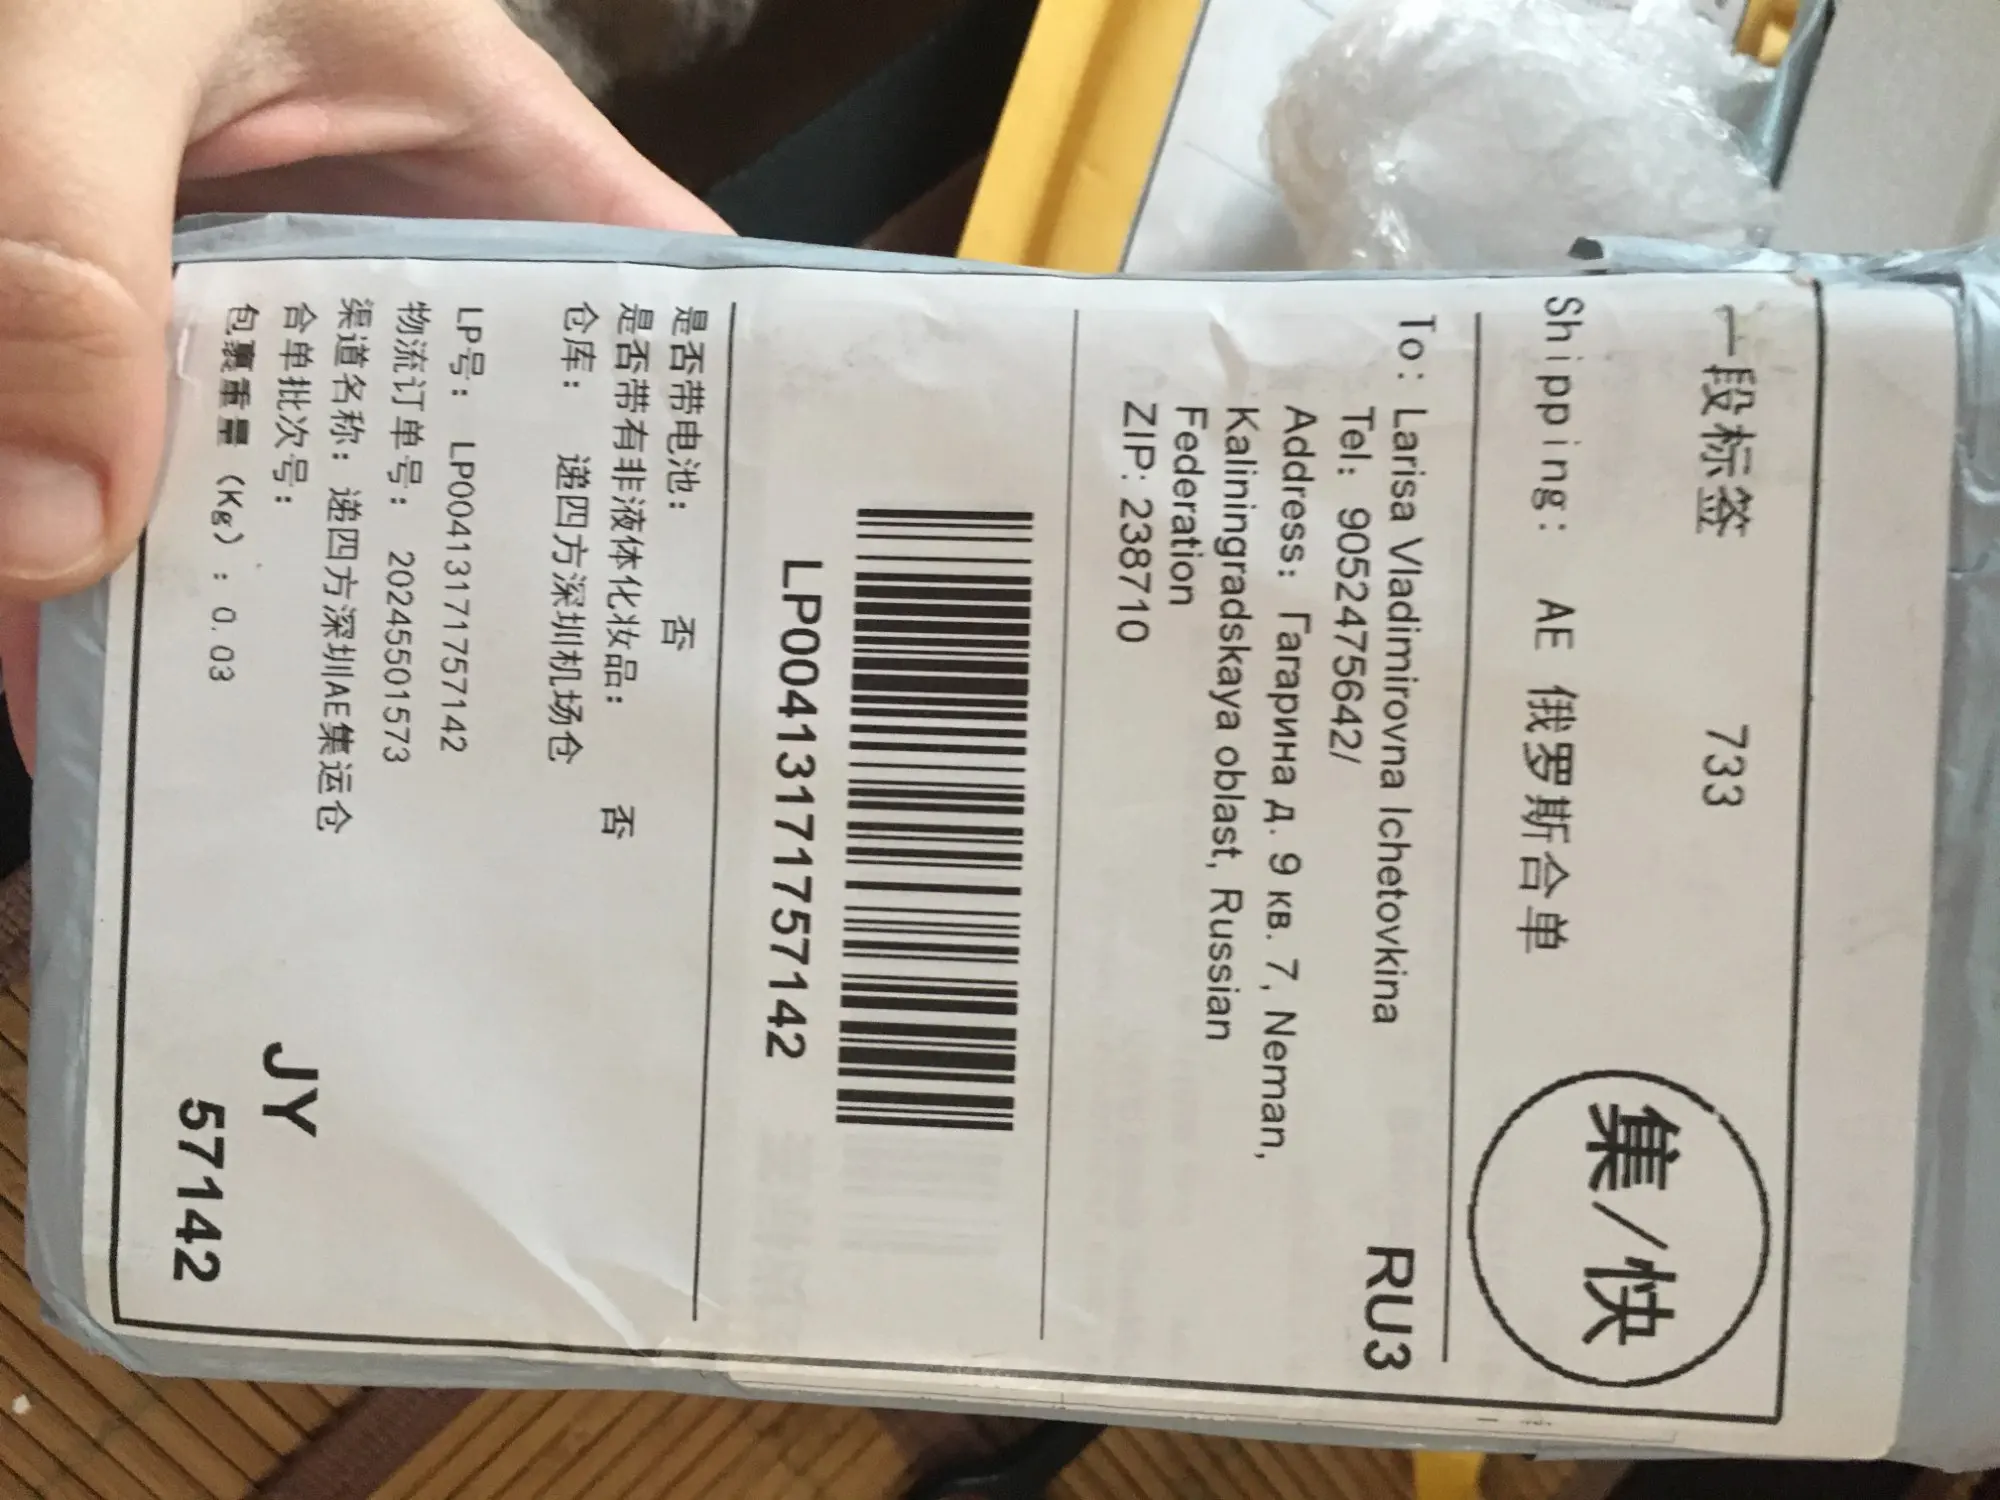 一段标签 733
Shipping: AE 俄罗斯合单
集/快
To: Larisa Vladimirovna Ichetovkina
RU3
Tel: 9052475642/
Address: Гагарина д. 9 кв. 7, Neman,
Kaliningradskaya oblast, Russian
Federation
ZIP: 238710
LP00413171757142
是否带电池: 否
是否带有非液体化妆品: 否
仓库: 递四方深圳机场仓
LP号: LP00413171757142
物流订单号: 202455015​73
渠道名称: 递四方深圳AE集运仓
合单批次号:
JY
包裹重量 (Kg) : 0.03
57142